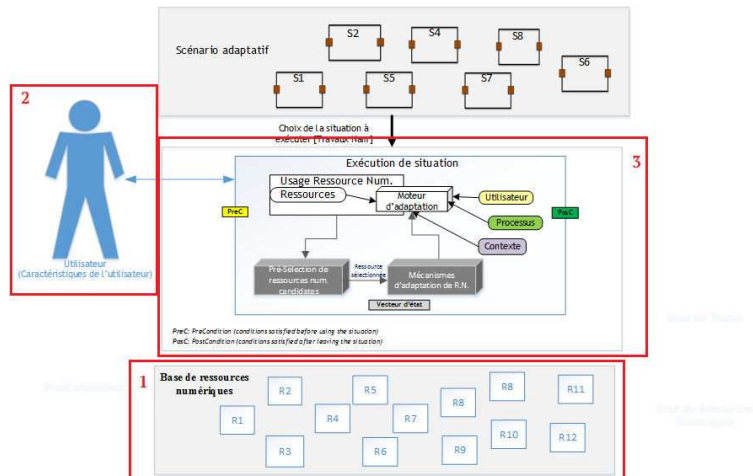 Scénario adaptatif
S2
S4
S8
S6
S1
S5
S7
Choix de la situation à
exécuter [Travaux Nafi]
2
Utilisateur
(Caractéristiques de l'utilisateur)
3
Exécution de situation
Usage Ressource Num.
Ressources
Moteur
d'adaptation
Utilisateur
Processus
Contexte
PreC
PosC
Pré-Sélection de
ressources num.
candidates
Ressource
sélectionnée
Mécanismes
d'adaptation de R.N.
Vecteur d'état
PreC: PreCondition (conditions satisfied before using the situation)
PosC: PostCondition (conditions satisfied after leaving the situation)
1
Base de ressources
numériques
R1
R2
R3
R4
R5
R6
R7
R8
R9
R8
R10
R11
R12